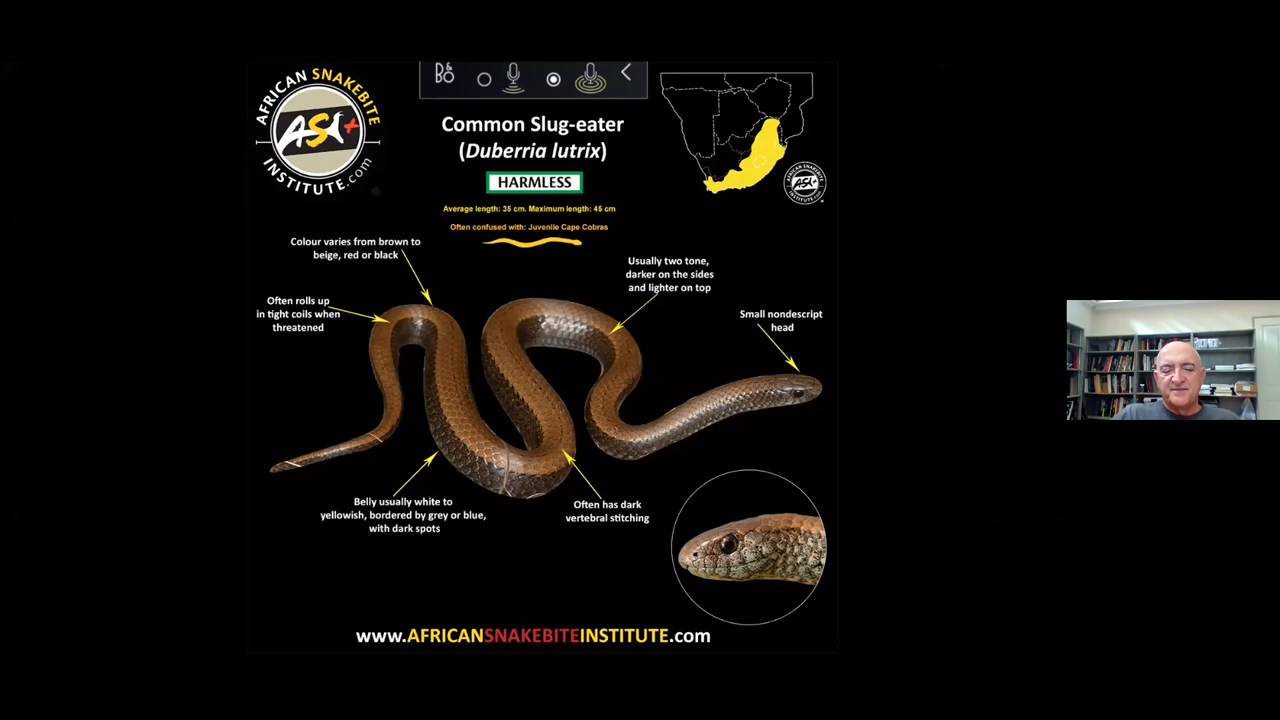 AFRICAN SNAKEBITE
ASI+
INSTITUTE.com
Common Slug-eater
(Duberria lutrix)
HARMLESS
Average length: 35 cm. Maximum length: 45 cm
Often confused with: Juvenile Cape Cobras
AFRICAN SNAKEBITE
ASI+
Colour varies from brown to
beige, red or black
Usually two tone,
darker on the sides
and lighter on top
Often rolls up
in tight coils when
threatened
Small nondescript
head
Belly usually white to
yellowish, bordered by grey or blue,
with dark spots
Often has dark
vertebral stitching
www.AFRICANSNAKEBITEINSTITUTE.com